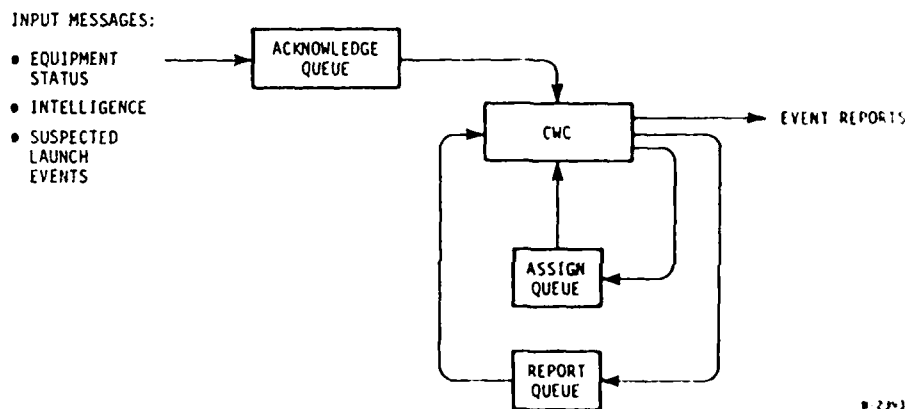 INPUT MESSAGES:
• EQUIPMENT
STATUS
• INTELLIGENCE
• SUSPECTED
LAUNCH
EVENTS
ACKNOWLEDGE
QUEUE
CWC
EVENT REPORTS
ASSIGN
QUEUE
REPORT
QUEUE